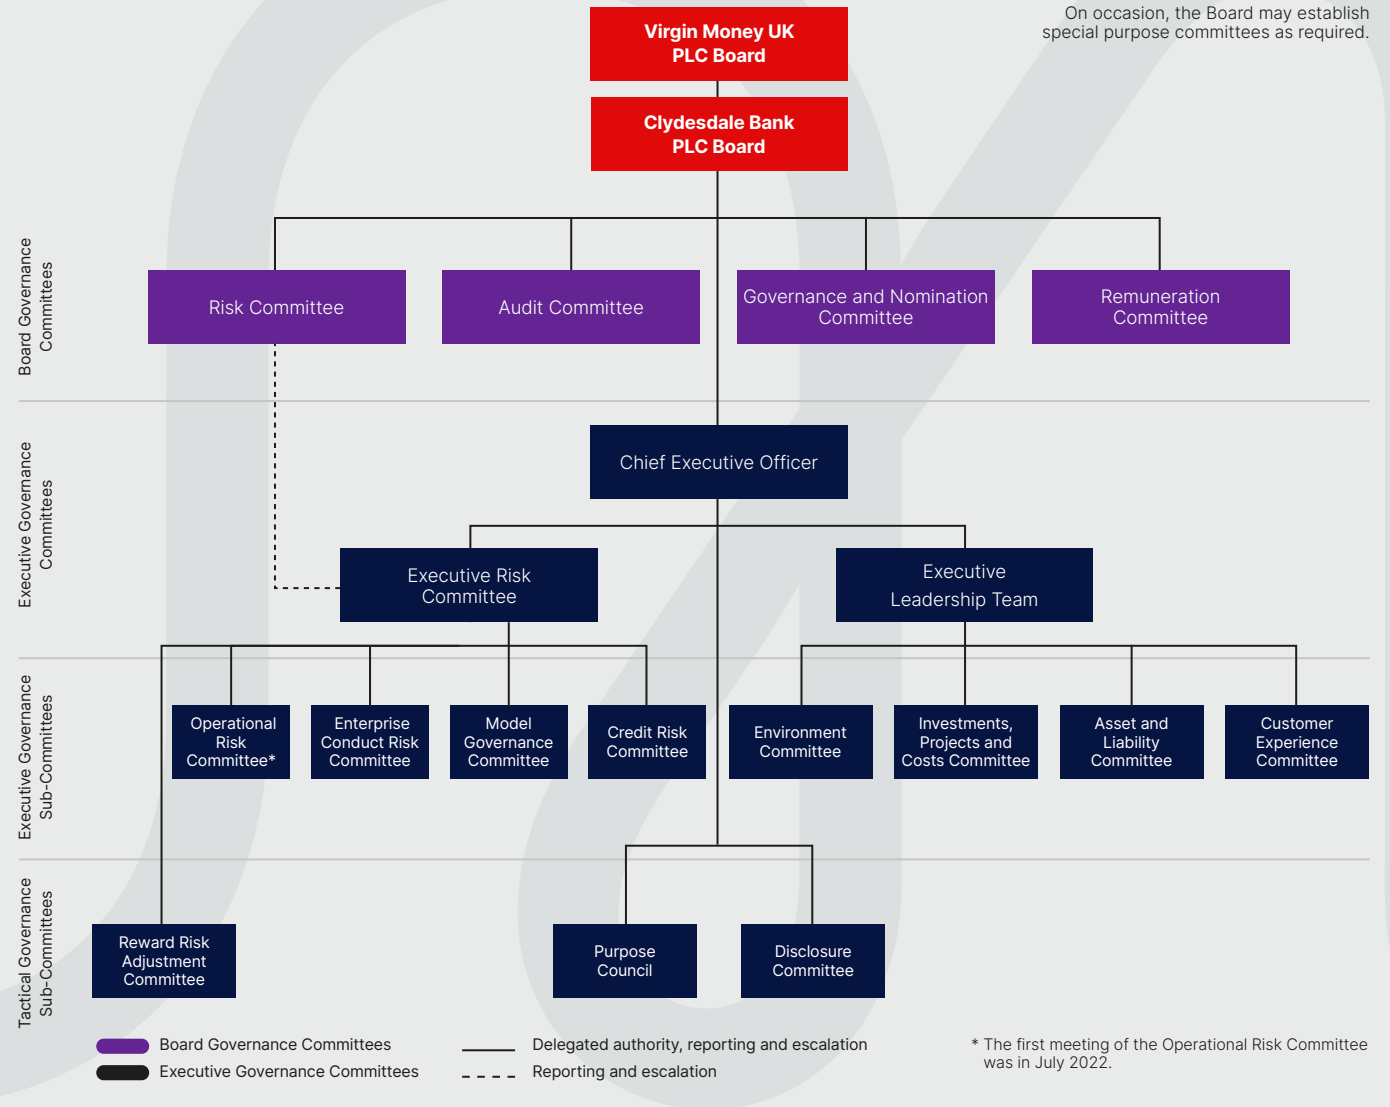 On occasion, the Board may establish
special purpose committees as required.
Virgin Money UK
PLC Board
Clydesdale Bank
PLC Board
Board Governance
Committees
Risk Committee
Audit Committee
Governance and Nomination
Committee
Remuneration
Committee
Executive Governance
Committees
Chief Executive Officer
Executive Risk
Committee
Executive
Leadership Team
Executive Governance
Sub-Committees
Operational
Risk
Committee*
Enterprise
Conduct Risk
Committee
Model
Governance
Committee
Credit Risk
Committee
Environment
Committee
Investments,
Projects and
Costs Committee
Asset and
Liability
Committee
Customer
Experience
Committee
Tactical Governance
Sub-Committees
Reward Risk
Adjustment
Committee
Purpose
Council
Disclosure
Committee
Board Governance Committees
Executive Governance Committees
Delegated authority, reporting and escalation
Reporting and escalation
* The first meeting of the Operational Risk Committee
was in July 2022.